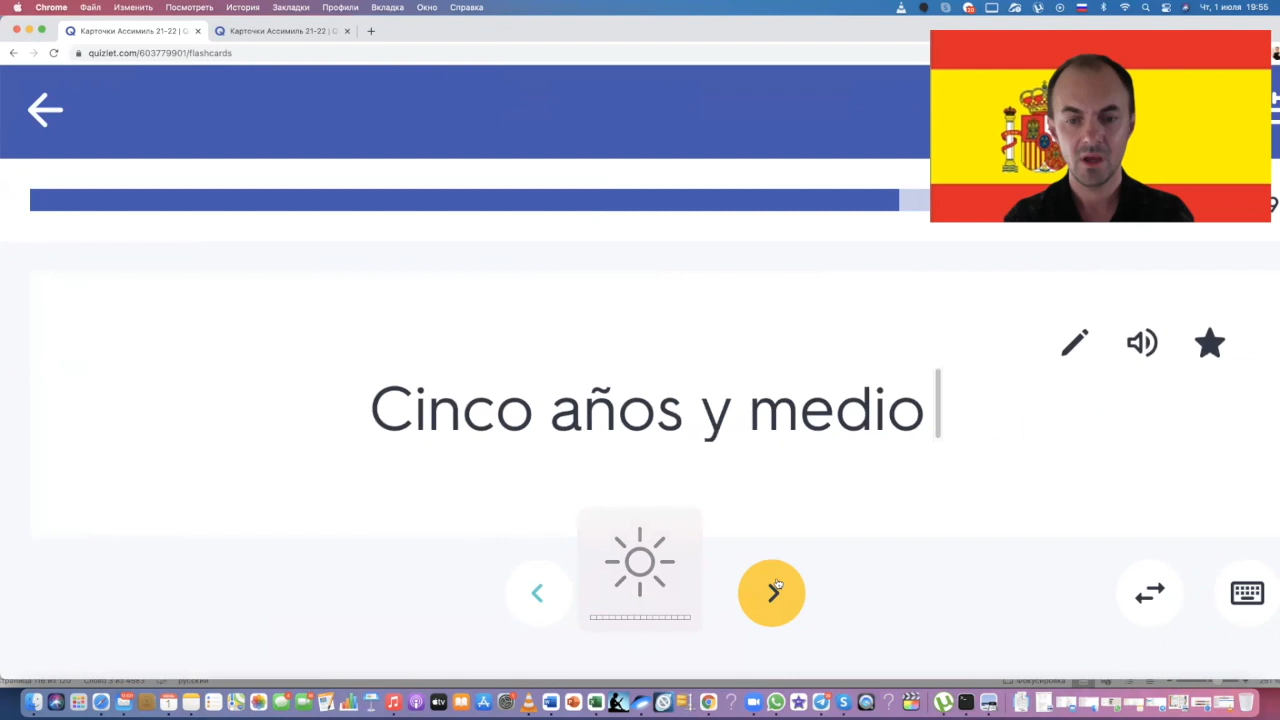 Chrome Файл Изменить Посмотреть История Закладки Профили Вкладка Окно Справка Чт, 1 июля 19:55
Карточки Ассимиль 21-22 | Карточки Ассимиль 21-22 |
quizlet.com/603779901/flashcards
Cinco años y medio
русский